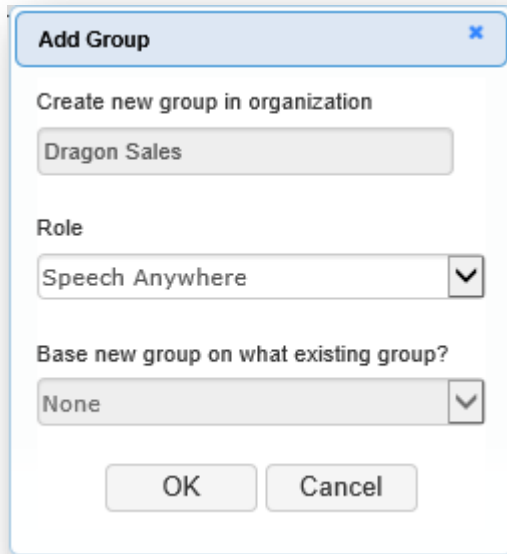 Add Group
Create new group in organization
Dragon Sales
Role
Speech Anywhere
Base new group on what existing group?
None
OK Cancel